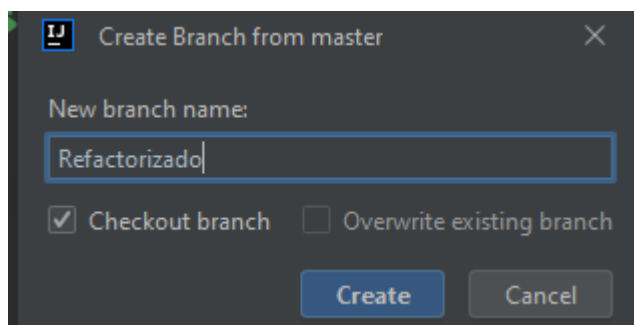 IJ
Create Branch from master
New branch name:
Refactorizado
Checkout branch
Overwrite existing branch
Create
Cancel